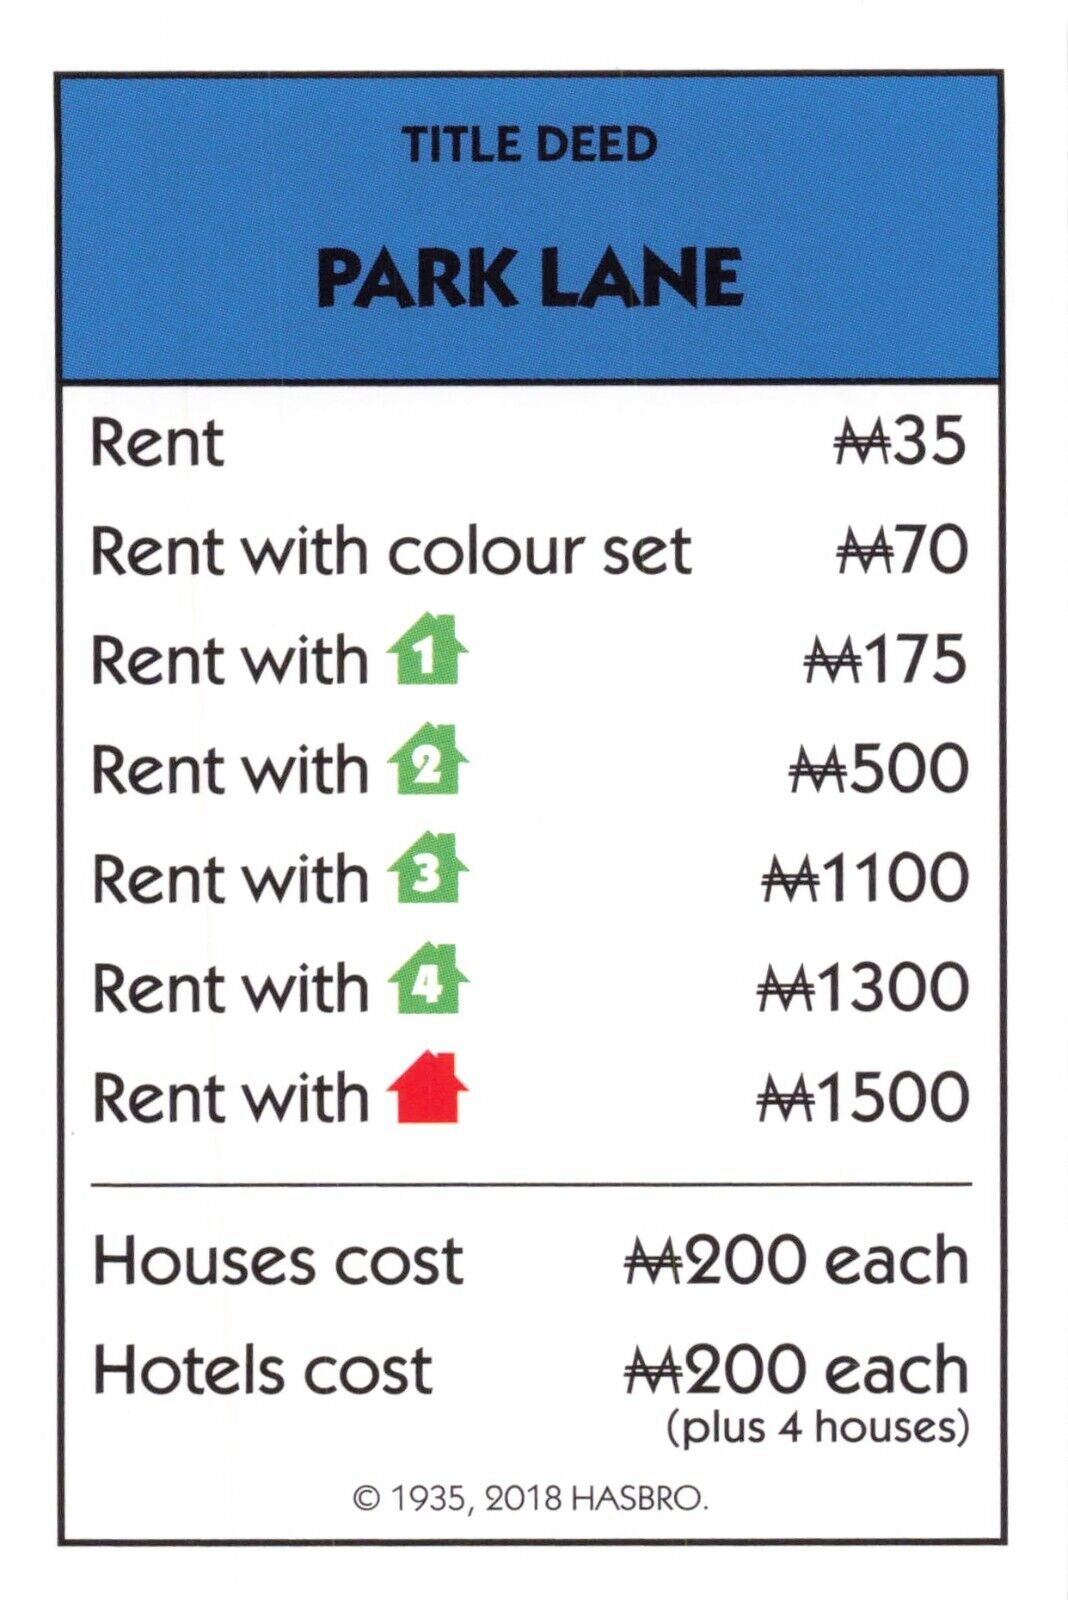 TITLE DEED
PARK LANE
Rent ₳35
Rent with colour set ₳70
Rent with 1 ₳175
Rent with 2 ₳500
Rent with 3 ₳1100
Rent with 4 ₳1300
Rent with ₳1500
Houses cost ₳200 each
Hotels cost ₳200 each
(plus 4 houses)
© 1935, 2018 HASBRO.